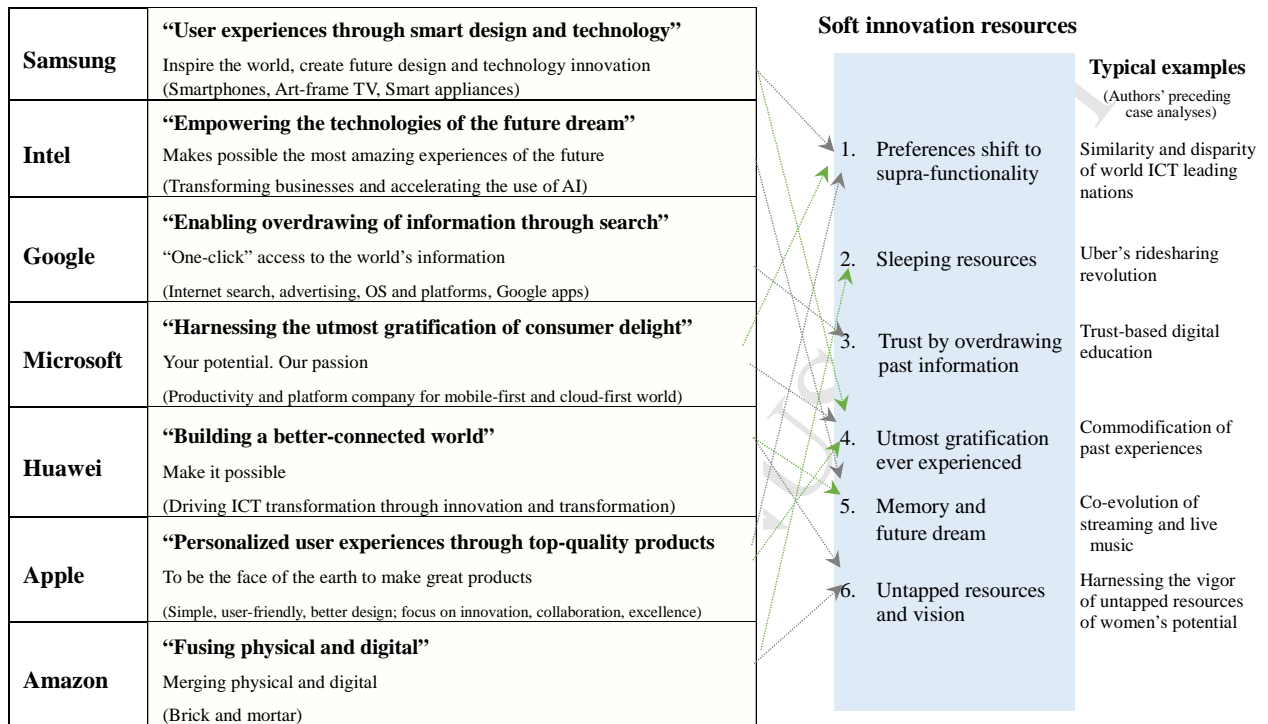 Samsung
“User experiences through smart design and technology”
Inspire the world, create future design and technology innovation
(Smartphones, Art-frame TV, Smart appliances)
Intel
“Empowering the technologies of the future dream”
Makes possible the most amazing experiences of the future
(Transforming businesses and accelerating the use of AI)
Google
“Enabling overdrawing of information through search”
“One-click” access to the world’s information
(Internet search, advertising, OS and platforms, Google apps)
Microsoft
“Harnessing the utmost gratification of consumer delight”
Your potential. Our passion
(Productivity and platform company for mobile-first and cloud-first world)
Huawei
“Building a better-connected world”
Make it possible
(Driving ICT transformation through innovation and transformation)
Apple
“Personalized user experiences through top-quality products
To be the face of the earth to make great products
(Simple, user-friendly, better design; focus on innovation, collaboration, excellence)
Amazon
“Fusing physical and digital”
Merging physical and digital
(Brick and mortar)
Soft innovation resources
Typical examples
(Authors’ preceding
case analyses)
1. Preferences shift to
supra-functionality
Similarity and disparity
of world ICT leading
nations
2. Sleeping resources
Uber’s ridesharing
revolution
3. Trust by overdrawing
past information
Trust-based digital
education
4. Utmost gratification
ever experienced
Commodification of
past experiences
5. Memory and
future dream
Co-evolution of
streaming and live
music
6. Untapped resources
and vision
Harnessing the vigor
of untapped resources
of women’s potential